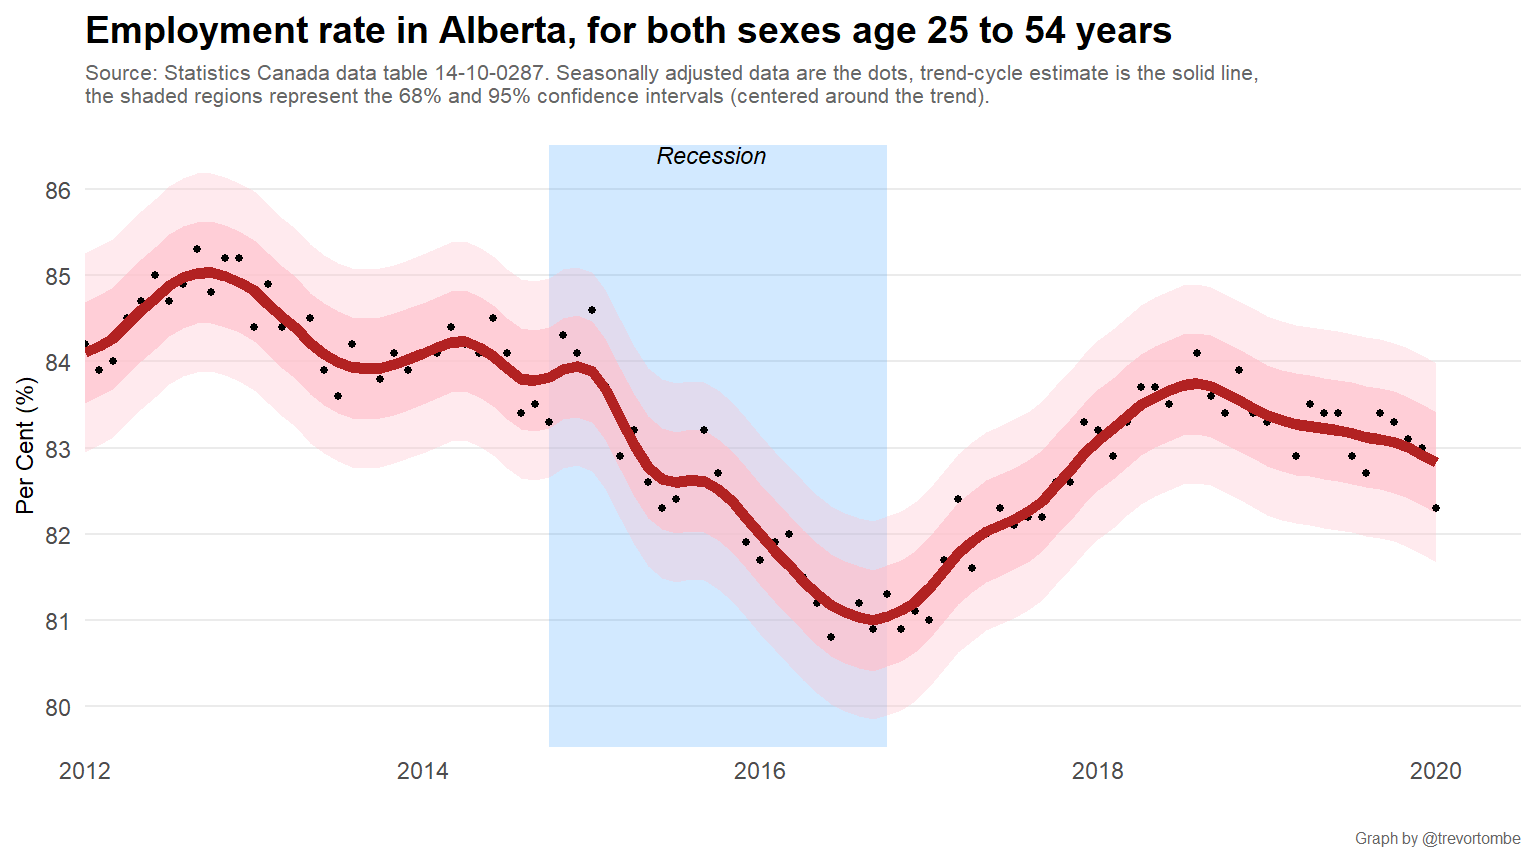 Employment rate in Alberta, for both sexes age 25 to 54 years
Source: Statistics Canada data table 14-10-0287. Seasonally adjusted data are the dots, trend-cycle estimate is the solid line,
the shaded regions represent the 68% and 95% confidence intervals (centered around the trend).
Recession
86
85
84
83
82
81
80
Per Cent (%)
2012
2014
2016
2018
2020
Graph by @trevortombe